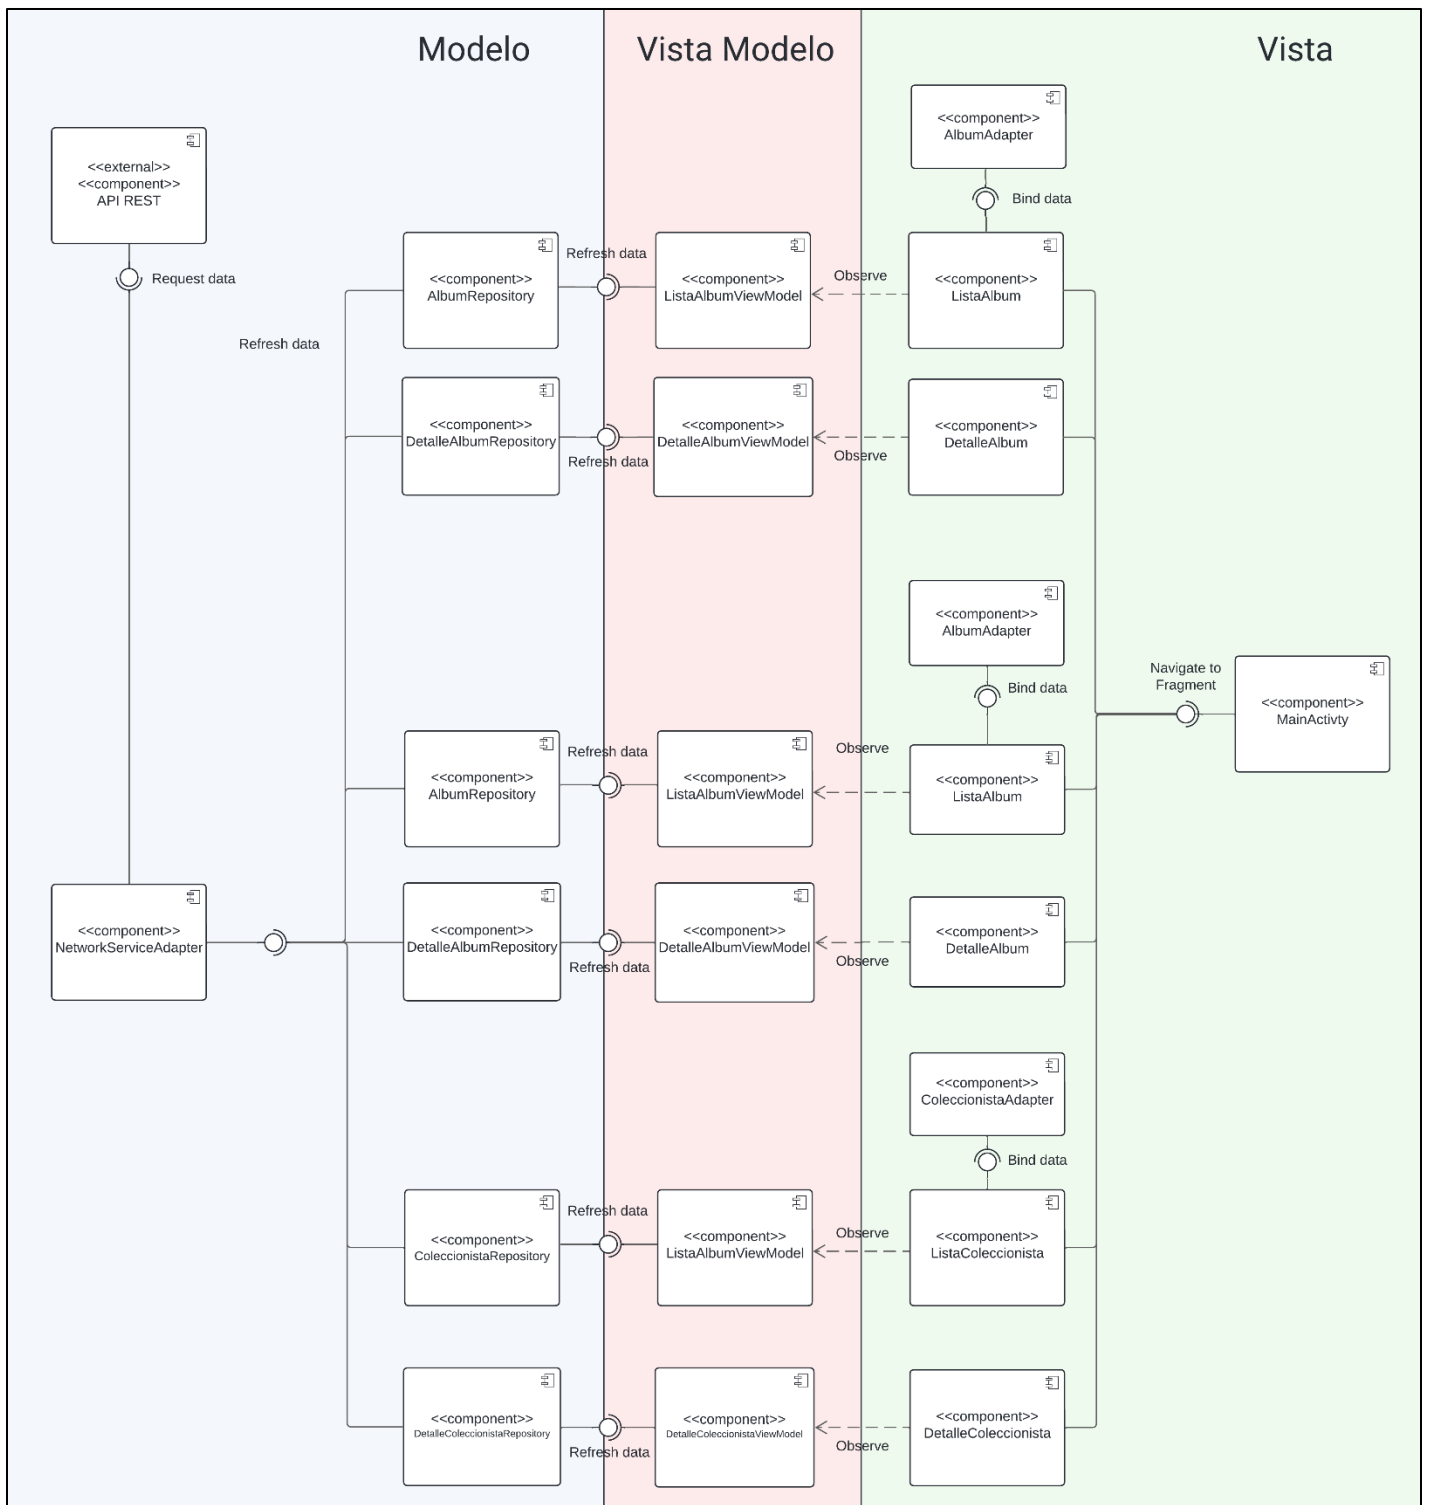 Modelo
Vista Modelo
Vista
<<component>>
AlbumAdapter
Bind data
<<external>>
<<component>>
API REST
Request data
Refresh data
<<component>>
AlbumRepository
Refresh data
<<component>>
ListaAlbumViewModel
Observe
<<component>>
ListaAlbum
<<component>>
DetalleAlbumRepository
Refresh data
<<component>>
DetalleAlbumViewModel
Observe
<<component>>
DetalleAlbum
<<component>>
AlbumAdapter
Bind data
Navigate to
Fragment
<<component>>
MainActivty
<<component>>
AlbumRepository
Refresh data
<<component>>
ListaAlbumViewModel
Observe
<<component>>
ListaAlbum
<<component>>
NetworkServiceAdapter
<<component>>
DetalleAlbumRepository
Refresh data
<<component>>
DetalleAlbumViewModel
Observe
<<component>>
DetalleAlbum
<<component>>
ColeccionistaAdapter
Bind data
<<component>>
ColeccionistaRepository
Refresh data
<<component>>
ListaAlbumViewModel
Observe
<<component>>
ListaColeccionista
<<component>>
DetalleColeccionistaRepository
Refresh data
<<component>>
DetalleColeccionistaViewModel
Observe
<<component>>
DetalleColeccionista